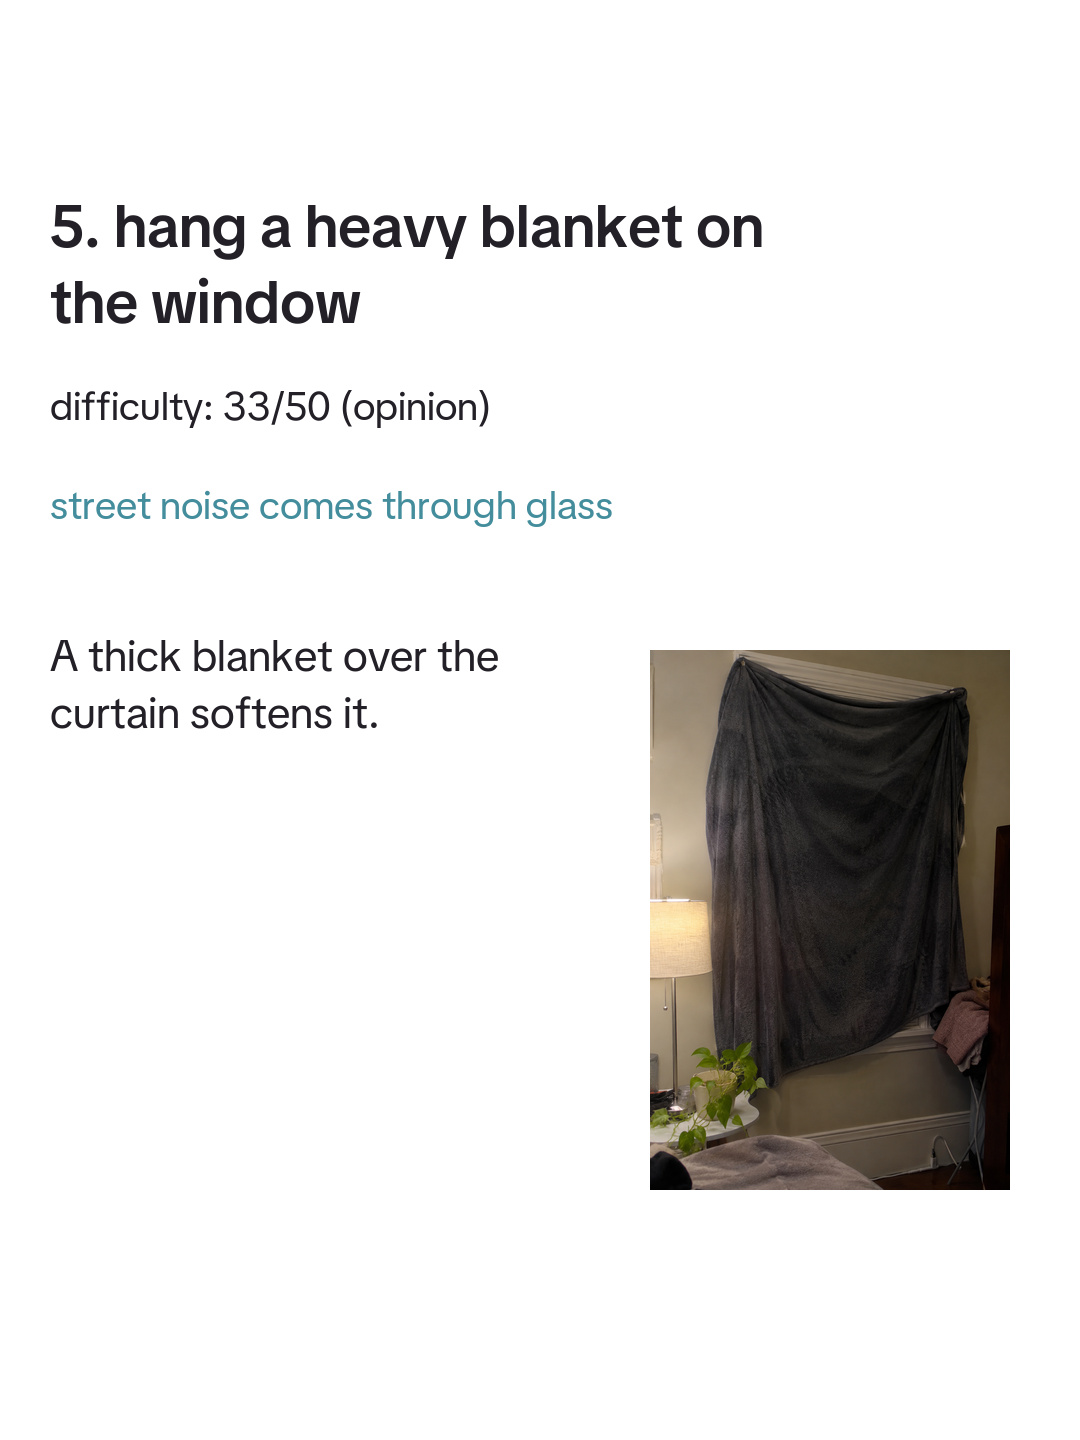 5. hang a heavy blanket on
the window
difficulty: 33/50 (opinion)
street noise comes through glass
A thick blanket over the
curtain softens it.